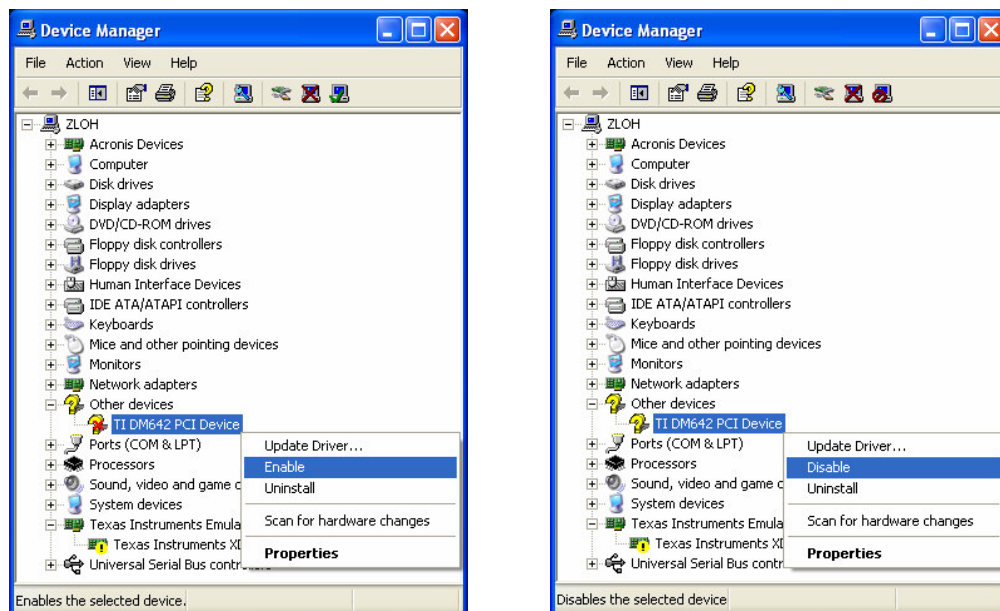 Device Manager
File Action View Help
ZLOH
Acronis Devices
Computer
Disk drives
Display adapters
DVD/CD-ROM drives
Floppy disk controllers
Floppy disk drives
Human Interface Devices
IDE ATA/ATAPI controllers
Keyboards
Mice and other pointing devices
Monitors
Network adapters
Other devices
TI DM642 PCI Device
Ports (COM & LPT)
Processors
Sound, video and game
System devices
Texas Instruments
Texas Instruments
Universal Serial Bus
Update Driver...
Enable
Uninstall
Scan for hardware changes
Properties
Enables the selected device.
Device Manager
File Action View Help
ZLOH
Acronis Devices
Computer
Disk drives
Display adapters
DVD/CD-ROM drives
Floppy disk controllers
Floppy disk drives
Human Interface Devices
IDE ATA/ATAPI controllers
Keyboards
Mice and other pointing devices
Monitors
Network adapters
Other devices
TI DM642 PCI Device
Ports (COM & LPT)
Processors
Sound, video and game
System devices
Texas Instruments
Texas Instruments
Universal Serial Bus
Update Driver...
Disable
Uninstall
Scan for hardware changes
Properties
Disables the selected device